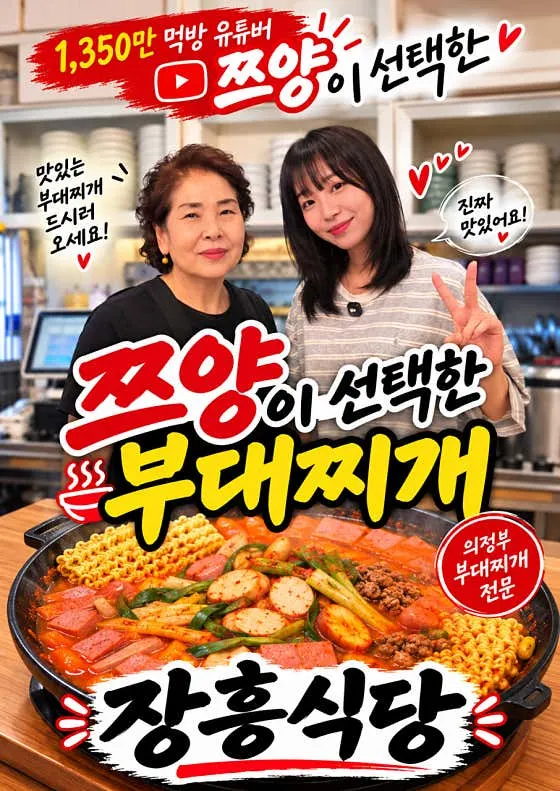 1,350만 먹방 유튜버
쯔양이 선택한
맛있는
부대찌개
드시러
오세요!
진짜
맛있어요!
쯔양이 선택한
부대찌개
의정부
부대찌개
전문
장흥식당